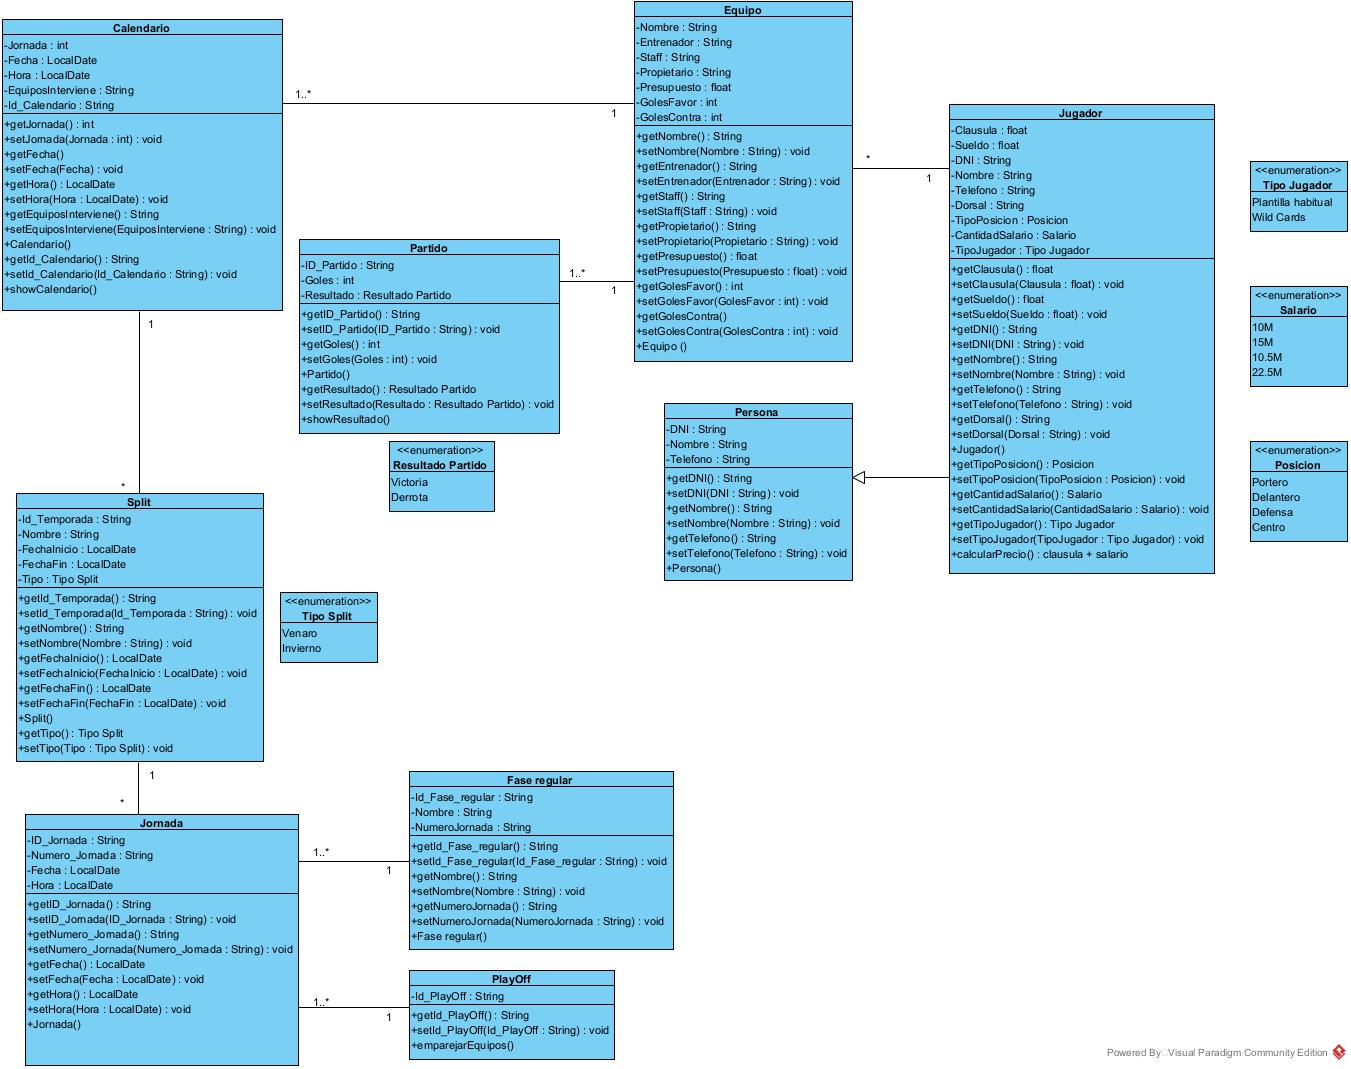 Calendario
-Jornada : int
-Fecha : LocalDate
-Hora : LocalDate
-EquiposInterviene : String
-Id_Calendario : String
+getJornada() : int
+setJornada(Jornada : int) : void
+getFecha()
+setFecha(Fecha) : void
+getHora() : LocalDate
+setHora(Hora : LocalDate) : void
+getEquiposInterviene() : String
+setEquiposInterviene(EquiposInterviene : String) : void
+Calendario()
+getId_Calendario() : String
+setId_Calendario(Id_Calendario : String) : void
+showCalendario()
1..*
1
1
*
Equipo
-Nombre : String
-Entrenador : String
-Staff : String
-Propietario : String
-Presupuesto : float
-GolesFavor : int
-GolesContra : int
+getNombre() : String
+setNombre(Nombre : String) : void
+getEntrenador() : String
+setEntrenador(Entrenador : String) : void
+getStaff() : String
+setStaff(Staff : String) : void
+getPropietario() : String
+setPropietario(Propietario : String) : void
+getPresupuesto() : float
+setPresupuesto(Presupuesto : float) : void
+getGolesFavor() : int
+setGolesFavor(GolesFavor : int) : void
+getGolesContra()
+setGolesContra(GolesContra : int) : void
+Equipo ()
*
1
Jugador
-Clausula : float
-Sueldo : float
-DNI : String
-Nombre : String
-Telefono : String
-Dorsal : String
-TipoPosicion : Posicion
-CantidadSalario : Salario
-TipoJugador : Tipo Jugador
+getClausula() : float
+setClausula(Clausula : float) : void
+getSueldo() : float
+setSueldo(Sueldo : float) : void
+getDNI() : String
+setDNI(DNI : String) : void
+getNombre() : String
+setNombre(Nombre : String) : void
+getTelefono() : String
+setTelefono(Telefono : String) : void
+getDorsal() : String
+setDorsal(Dorsal : String) : void
+Jugador()
+getTipoPosicion() : Posicion
+setTipoPosicion(TipoPosicion : Posicion) : void
+getCantidadSalario() : Salario
+setCantidadSalario(CantidadSalario : Salario) : void
+getTipoJugador() : Tipo Jugador
+setTipoJugador(TipoJugador : Tipo Jugador) : void
+calcularPrecio() : clausula + salario
<<enumeration>>
Tipo Jugador
Plantilla habitual
Wild Cards
<<enumeration>>
Salario
10M
15M
10.5M
22.5M
<<enumeration>>
Posicion
Portero
Delantero
Defensa
Centro
Partido
-ID_Partido : String
-Goles : int
-Resultado : Resultado Partido
+getID_Partido() : String
+setID_Partido(ID_Partido : String) : void
+getGoles() : int
+setGoles(Goles : int) : void
+Partido()
+getResultado() : Resultado Partido
+setResultado(Resultado : Resultado Partido) : void
+showResultado()
1..*
1
<<enumeration>>
Resultado Partido
Victoria
Derrota
Persona
-DNI : String
-Nombre : String
-Telefono : String
+getDNI() : String
+setDNI(DNI : String) : void
+getNombre() : String
+setNombre(Nombre : String) : void
+getTelefono() : String
+setTelefono(Telefono : String) : void
+Persona()
Split
-Id_Temporada : String
-Nombre : String
-FechaInicio : LocalDate
-FechaFin : LocalDate
-Tipo : Tipo Split
+getId_Temporada() : String
+setId_Temporada(Id_Temporada : String) : void
+getNombre() : String
+setNombre(Nombre : String) : void
+getFechaInicio() : LocalDate
+setFechaInicio(FechaInicio : LocalDate) : void
+getFechaFin() : LocalDate
+setFechaFin(FechaFin : LocalDate) : void
+Split()
+getTipo() : Tipo Split
+setTipo(Tipo : Tipo Split) : void
<<enumeration>>
Tipo Split
Venaro
Invierno
1
*
Jornada
-ID_Jornada : String
-Numero_Jornada : String
-Fecha : LocalDate
-Hora : LocalDate
+getID_Jornada() : String
+setID_Jornada(ID_Jornada : String) : void
+getNumero_Jornada() : String
+setNumero_Jornada(Numero_Jornada : String) : void
+getFecha() : LocalDate
+setFecha(Fecha : LocalDate) : void
+getHora() : LocalDate
+setHora(Hora : LocalDate) : void
+Jornada()
1..*
1
Fase regular
-Id_Fase_regular : String
-Nombre : String
-NumeroJornada : String
+getId_Fase_regular() : String
+setId_Fase_regular(Id_Fase_regular : String) : void
+getNombre() : String
+setNombre(Nombre : String) : void
+getNumeroJornada() : String
+setNumeroJornada(NumeroJornada : String) : void
+Fase regular()
1..*
1
PlayOff
-Id_PlayOff : String
+getId_PlayOff() : String
+setId_PlayOff(Id_PlayOff : String) : void
+emparejarEquipos()
Powered By Visual Paradigm Community Edition